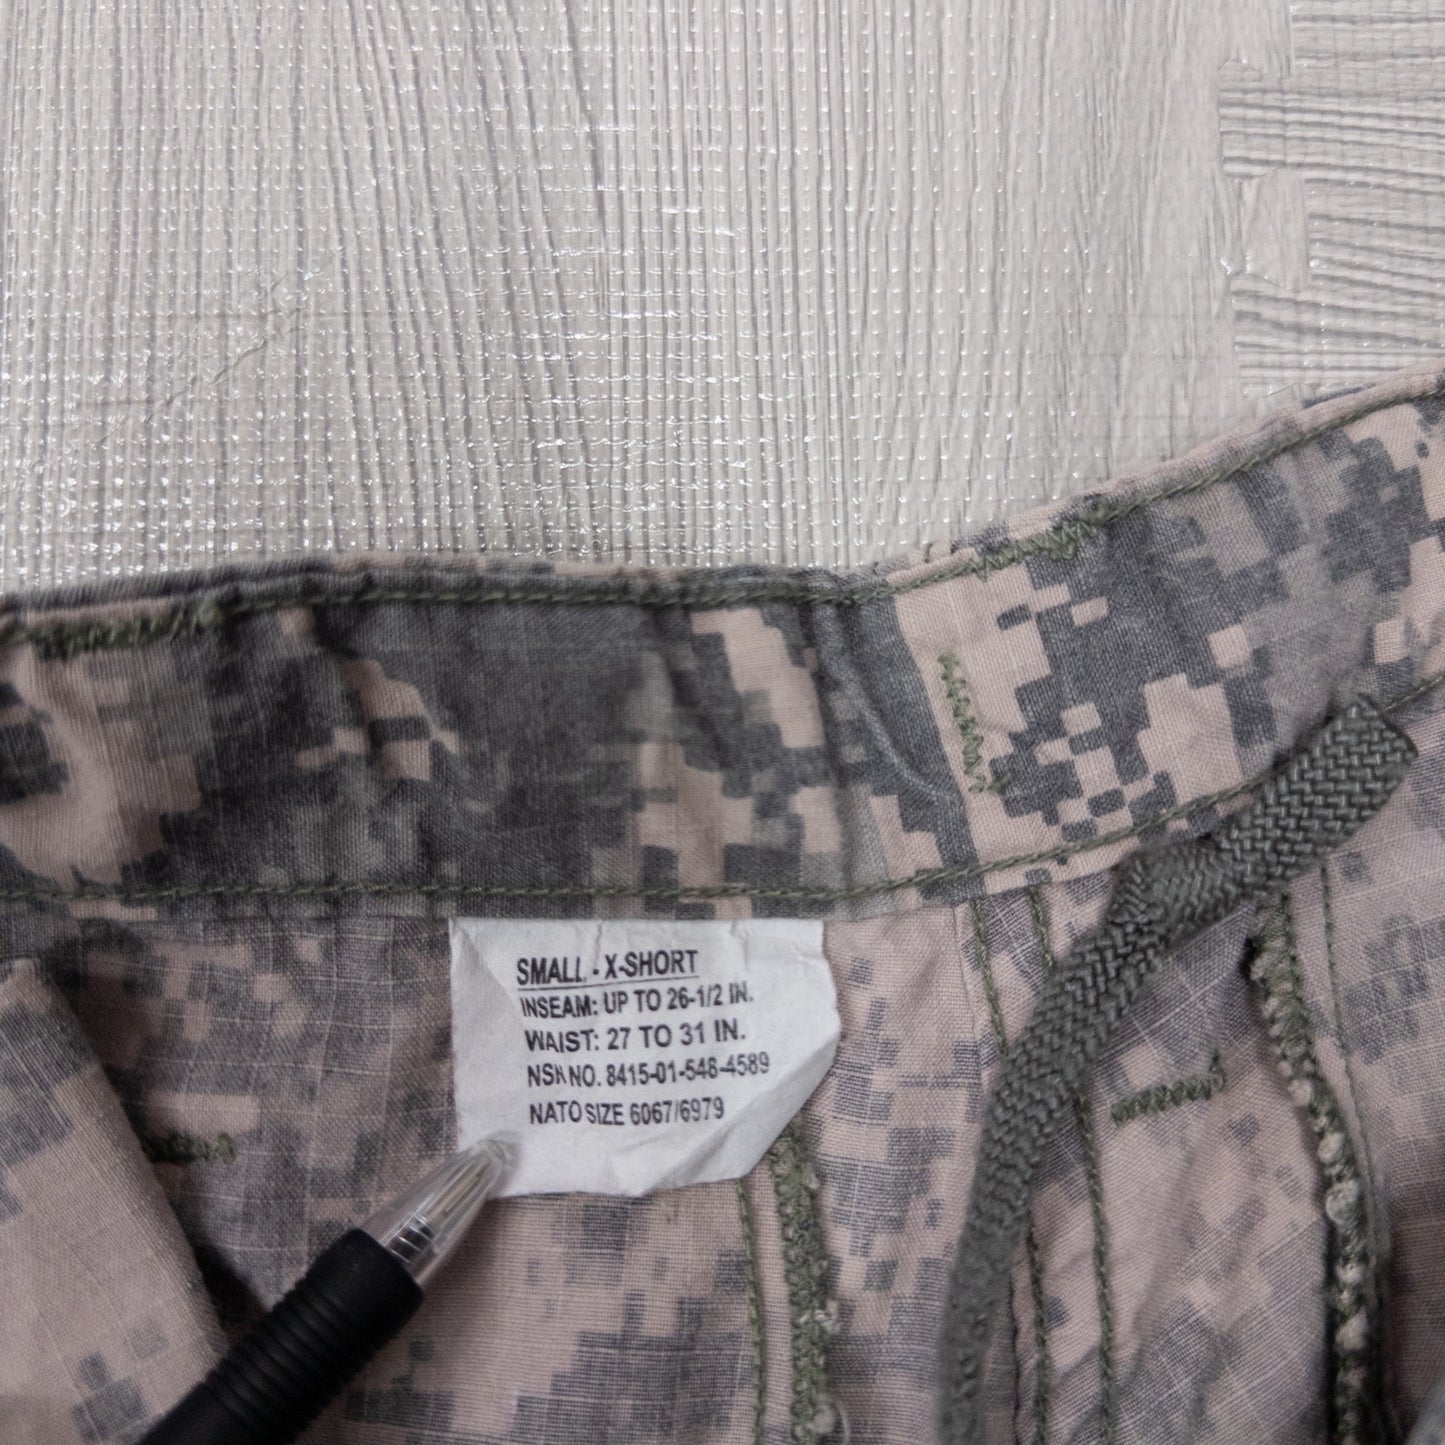 SMALL - X-SHORT
INSEAM: UP TO 26-1/2 IN.
WAIST: 27 TO 31 IN.
NSN NO. 8415-01-546-4589
NATO SIZE 6067/6979